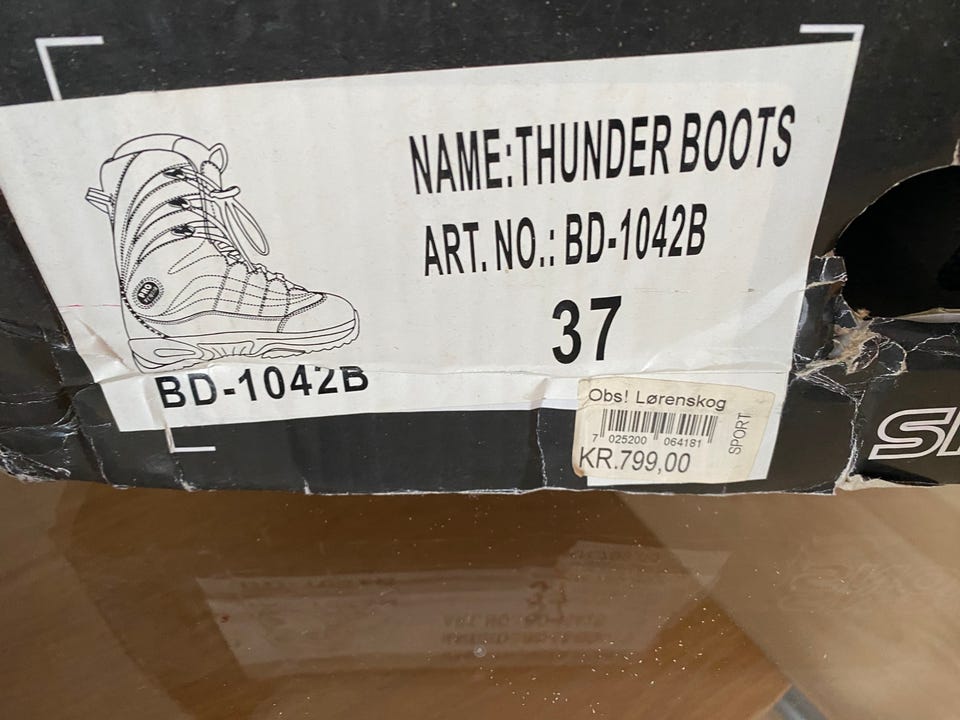 NAME:THUNDER BOOTS
ART. NO.: BD-1042B
37
BD-1042B
Obs! Lørenskog
7 025200 064181
SPORT
KR.799,00